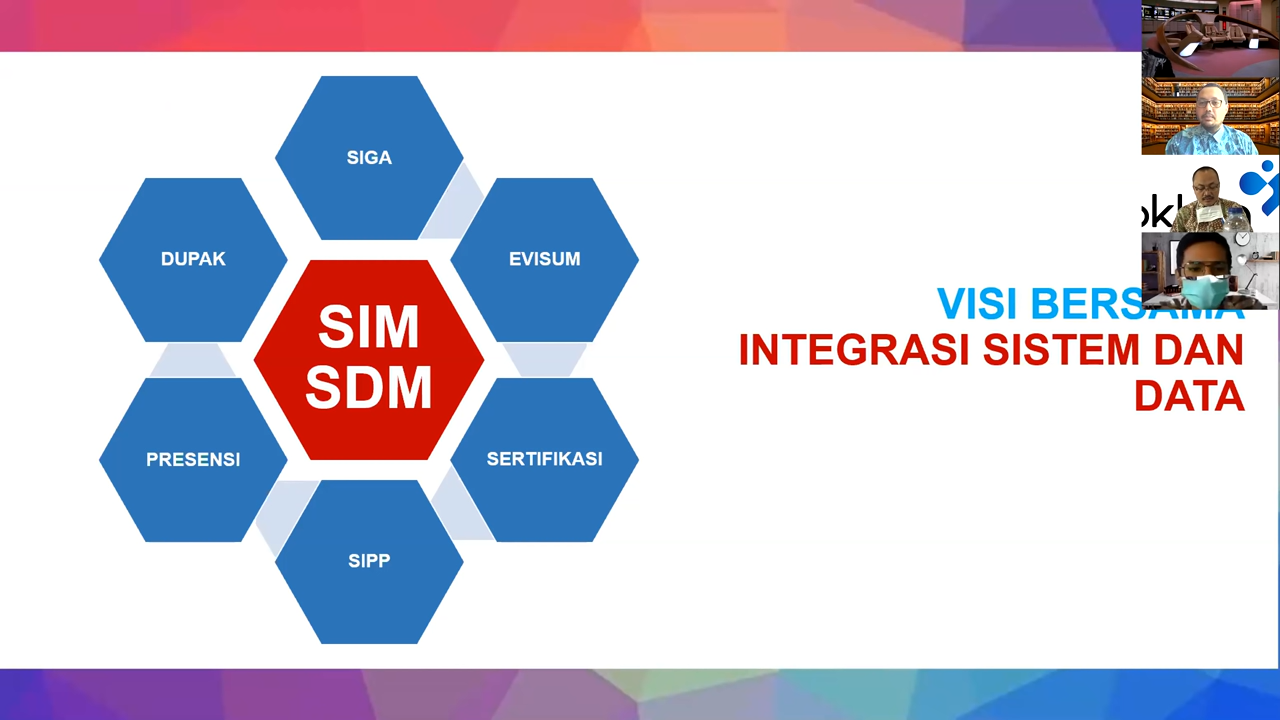 SIGA
DUPAK
EVISUM
SIM
SDM
PRESENSI
SERTIFIKASI
SIPP
VISI BERSAMA
INTEGRASI SISTEM DAN
DATA